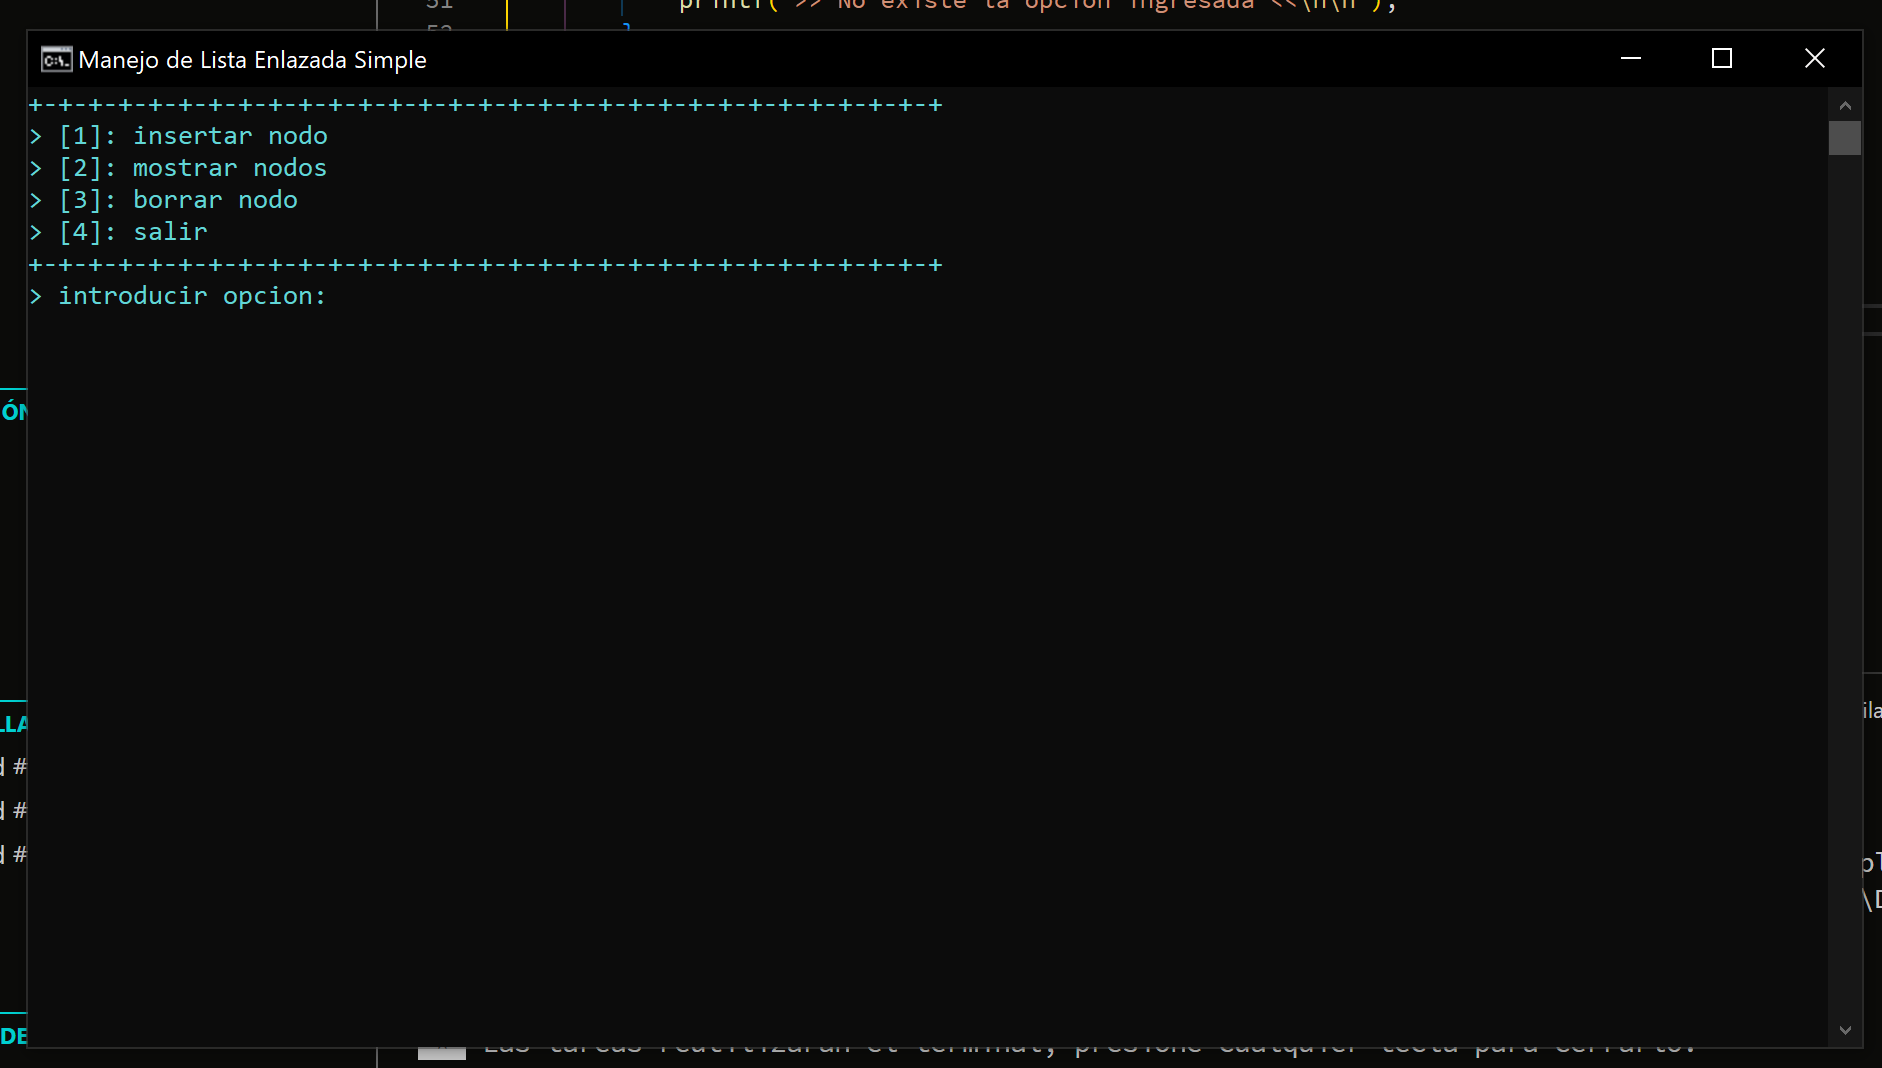 51
printf(">> No existe la opcion ingresada <<\n\n");
52
Manejo de Lista Enlazada Simple
+-+-+-+-+-+-+-+-+-+-+-+-+-+-+-+-+-+-+-+-+-+-+-+-+-+-+-+-+-+-+
> [1]: insertar nodo
> [2]: mostrar nodos
> [3]: borrar nodo
> [4]: salir
+-+-+-+-+-+-+-+-+-+-+-+-+-+-+-+-+-+-+-+-+-+-+-+-+-+-+-+-+-+-+
> introducir opcion:
ÓN
LLA
ila
d #
d #
d #
pl
\D
DE
Las tareas reutilizarán el terminal, presione cualquier tecla para cerrarlo.